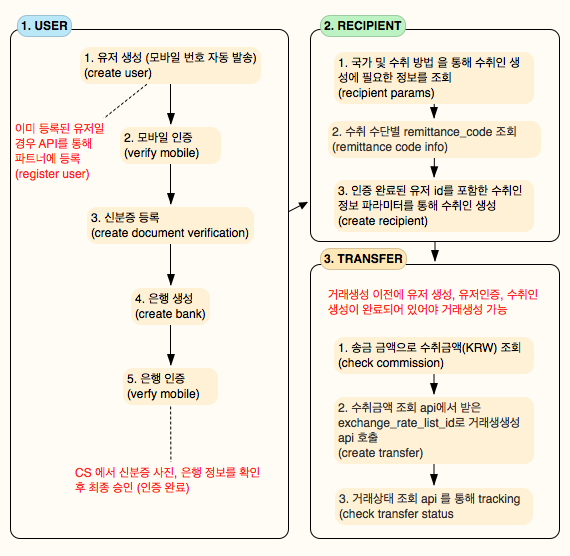 1. USER
1. 유저 생성 (모바일 번호 자동 발송)
(create user)
이미 등록된 유저일
경우 API를 통해
파트너에 등록
(register user)
2. 모바일 인증
(verify mobile)
3. 신분증 등록
(create document verification)
4. 은행 생성
(create bank)
5. 은행 인증
(verfy mobile)
CS 에서 신분증 사진, 은행 정보를 확인
후 최종 승인 (인증 완료)
2. RECIPIENT
1. 국가 및 수취 방법 을 통해 수취인 생
성에 필요한 정보를 조회
(recipient params)
2. 수취 수단별 remittance_code 조회
(remittance code info)
3. 인증 완료된 유저 id를 포함한 수취인
정보 파라미터를 통해 수취인 생성
(create recipient)
3. TRANSFER
거래생성 이전에 유저 생성, 유저인증, 수취인
생성이 완료되어 있어야 거래생성 가능
1. 송금 금액으로 수취금액(KRW) 조회
(check commission)
2. 수취금액 조회 api에서 받은
exchange_rate_list_id로 거래생생성
api 호출
(create transfer)
3. 거래상태 조회 api 를 통해 tracking
(check transfer status